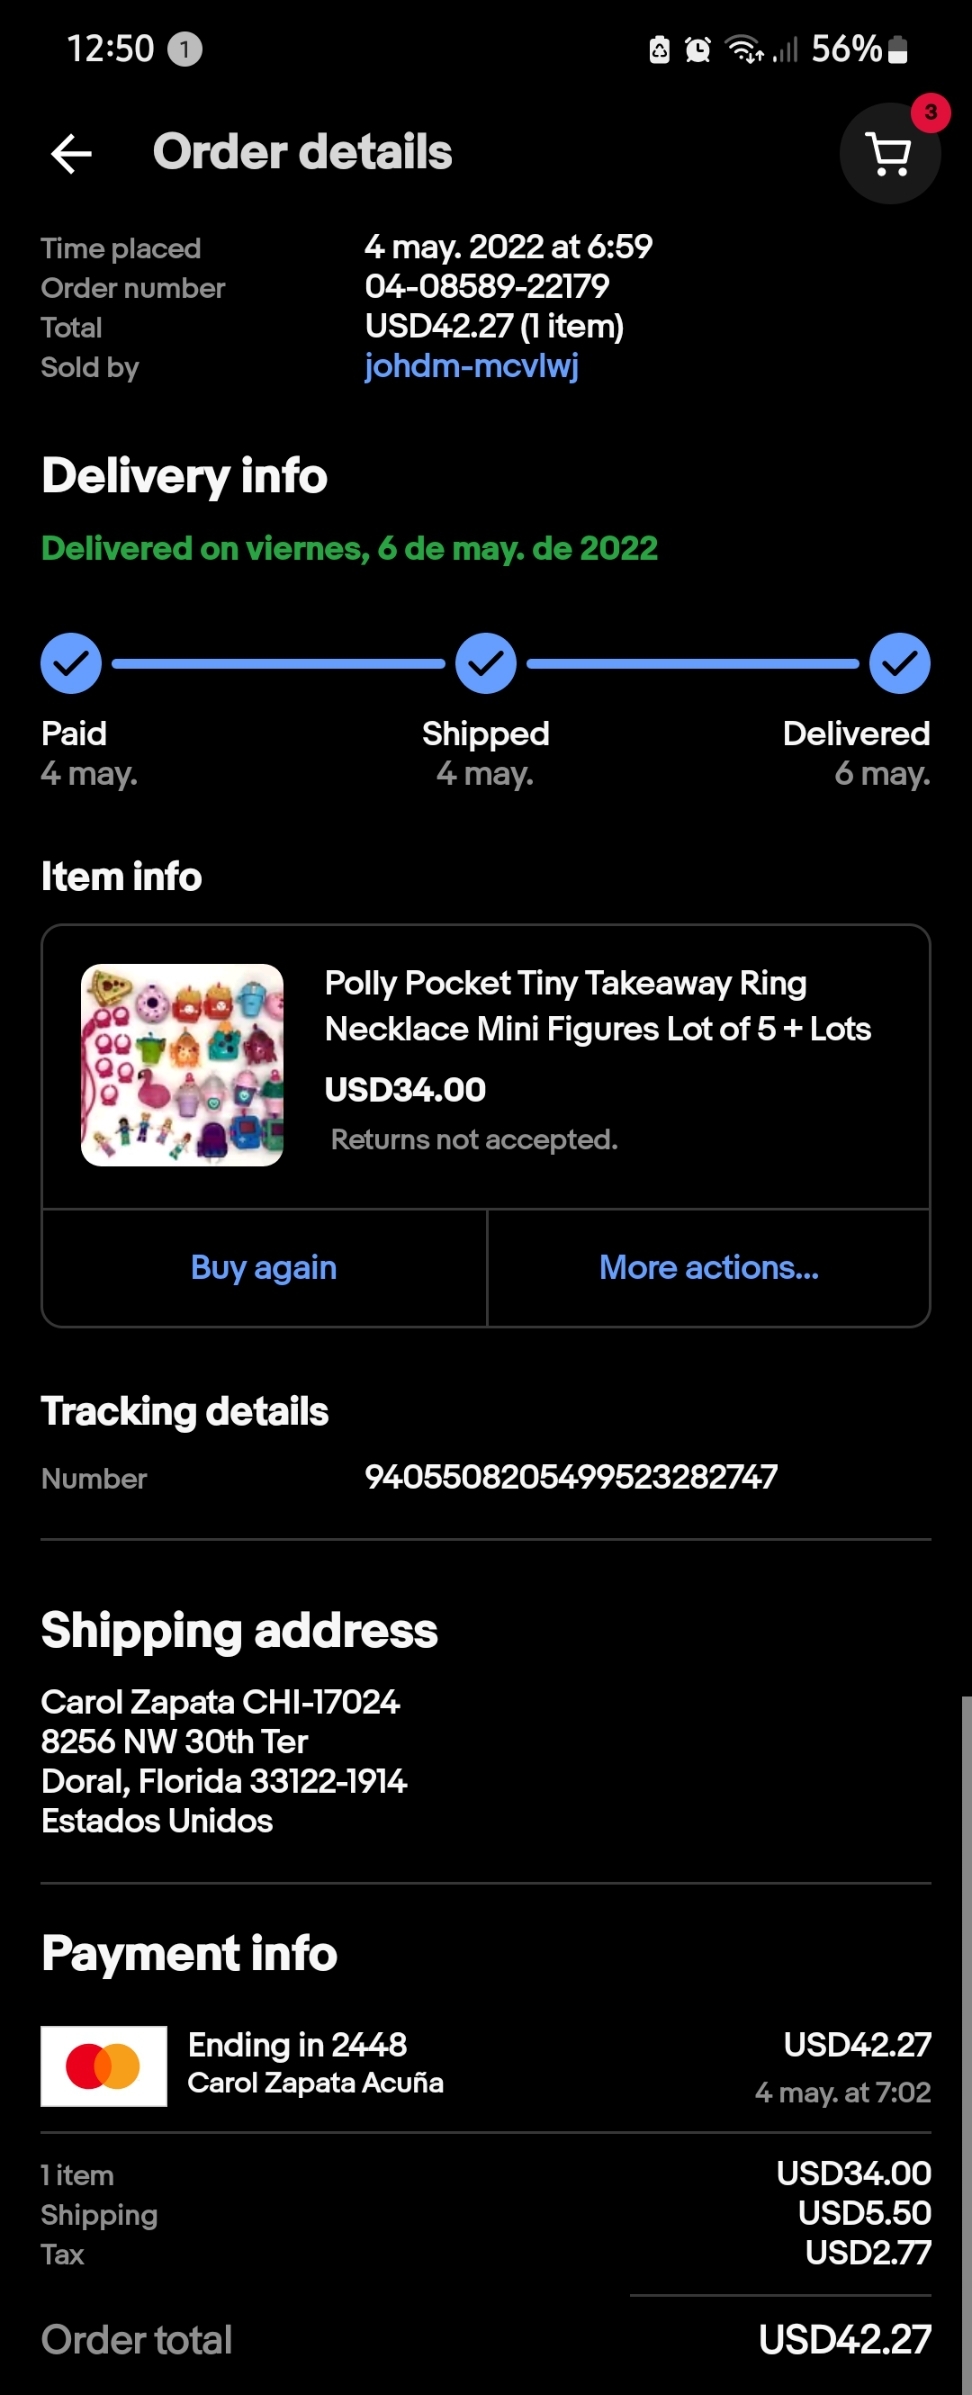 12:50 1 56%
Order details 3
Time placed 4 may. 2022 at 6:59
Order number 04-08589-22179
Total USD42.27 (1 item)
Sold by johdm-mcvlwj
Delivery info
Delivered on viernes, 6 de may. de 2022
Paid Shipped Delivered
4 may. 4 may. 6 may.
Item info
Polly Pocket Tiny Takeaway Ring
Necklace Mini Figures Lot of 5 + Lots
USD34.00
Returns not accepted.
Buy again More actions...
Tracking details
Number 9405508205499523282747
Shipping address
Carol Zapata CHI-17024
8256 NW 30th Ter
Doral, Florida 33122-1914
Estados Unidos
Payment info
Ending in 2448 USD42.27
Carol Zapata Acuña 4 may. at 7:02
1 item USD34.00
Shipping USD5.50
Tax USD2.77
Order total USD42.27